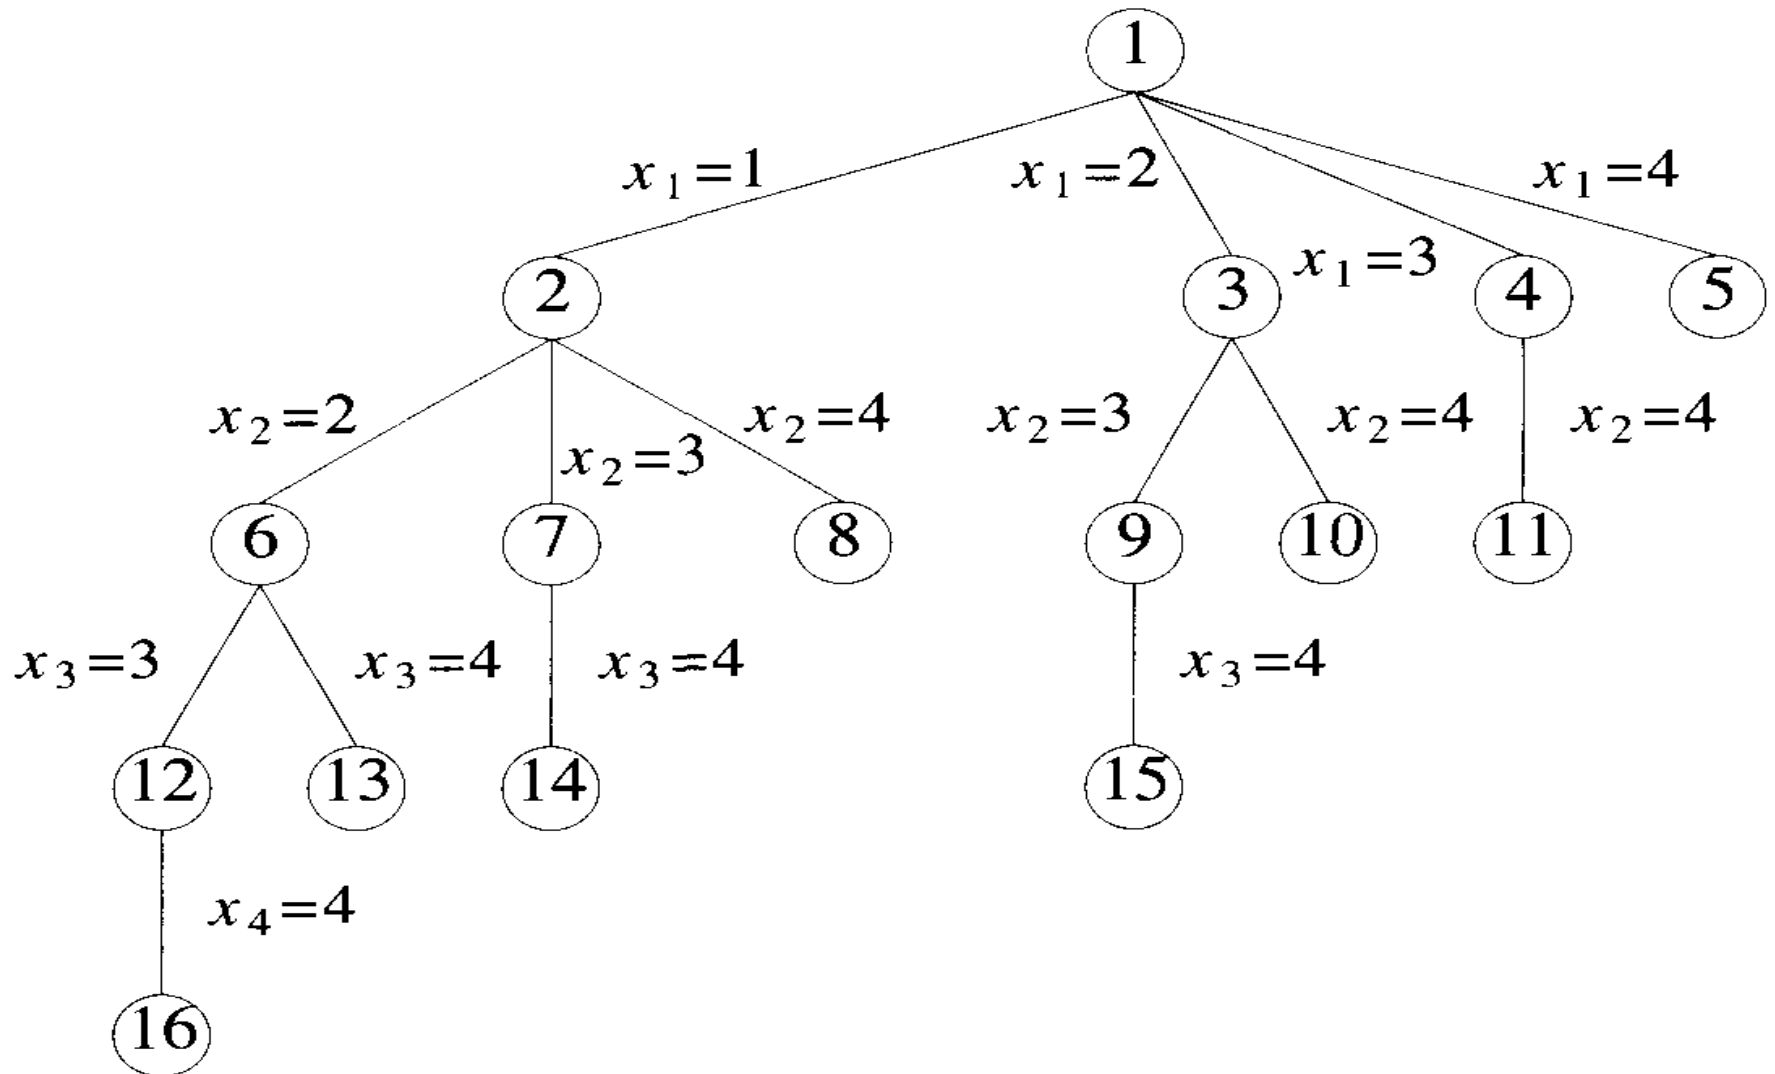 1
x₁=1 x₁=2 x₁=4
x₁=3
2 3 4 5
x₂=2 x₂=4 x₂=3 x₂=4 x₂=4
x₂=3
6 7 8 9 10 11
x₃=3 x₃=4 x₃=4 x₃=4
12 13 14 15
x₄=4
16